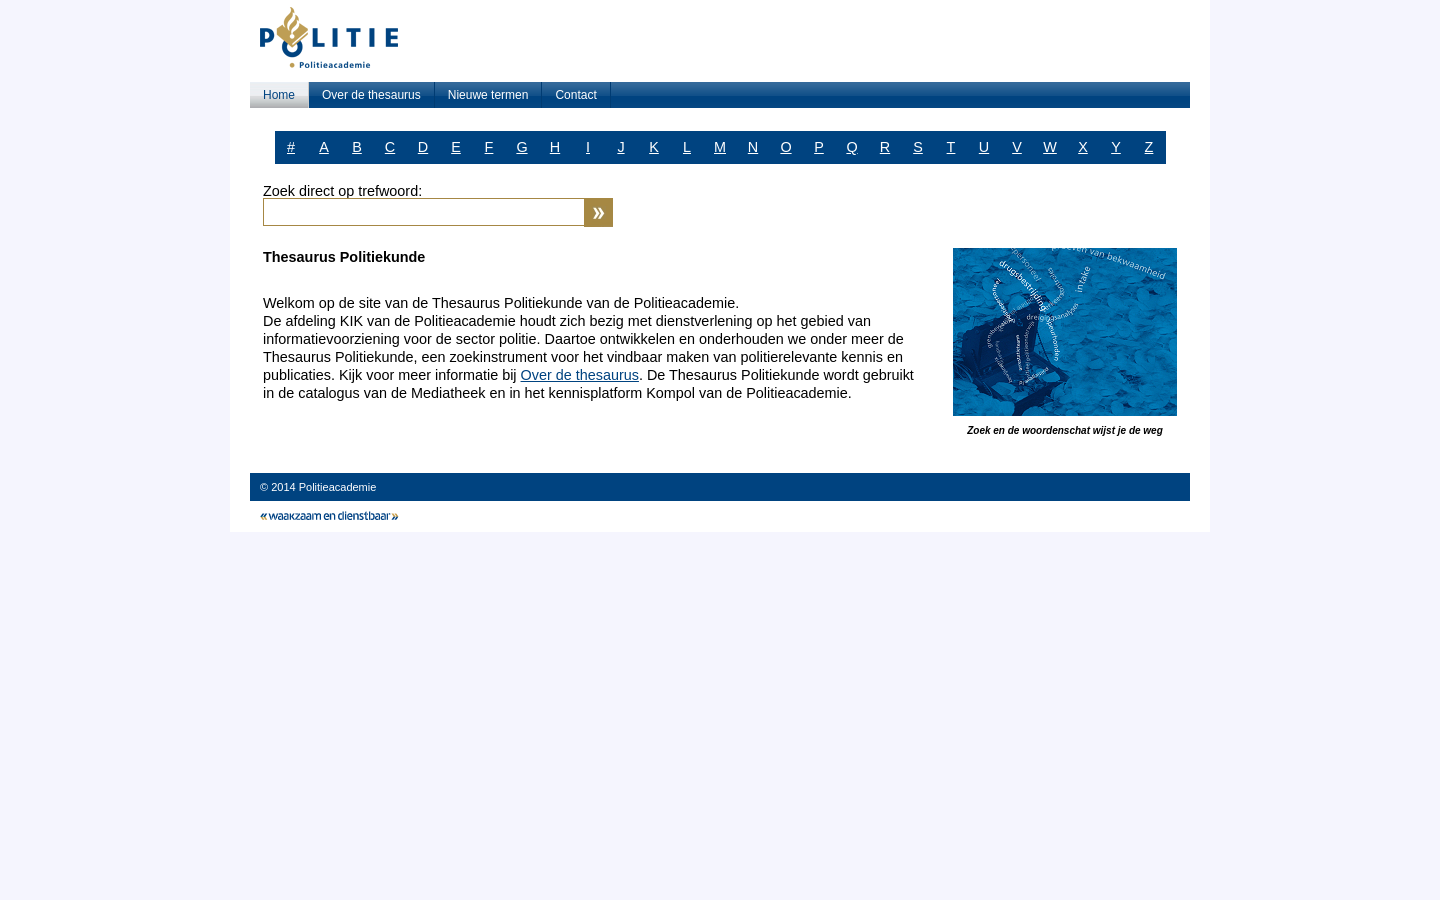 POLITIE
Politieacademie
Home Over de thesaurus Nieuwe termen Contact
# A B C D E F G H I J K L M N O P Q R S T U V W X Y Z
Zoek direct op trefwoord:
»
Thesaurus Politiekunde
Welkom op de site van de Thesaurus Politiekunde van de Politieacademie.
De afdeling KIK van de Politieacademie houdt zich bezig met dienstverlening op het gebied van
informatievoorziening voor de sector politie. Daartoe ontwikkelen en onderhouden we onder meer de
Thesaurus Politiekunde, een zoekinstrument voor het vindbaar maken van politierelevante kennis en
publicaties. Kijk voor meer informatie bij Over de thesaurus. De Thesaurus Politiekunde wordt gebruikt
in de catalogus van de Mediatheek en in het kennisplatform Kompol van de Politieacademie.
van bekwaamheid
drugsbestrijding
intake
dreigingsanalyses
speurhonden
Zoek en de woordenschat wijst je de weg
© 2014 Politieacademie
« waakzaam en dienstbaar »